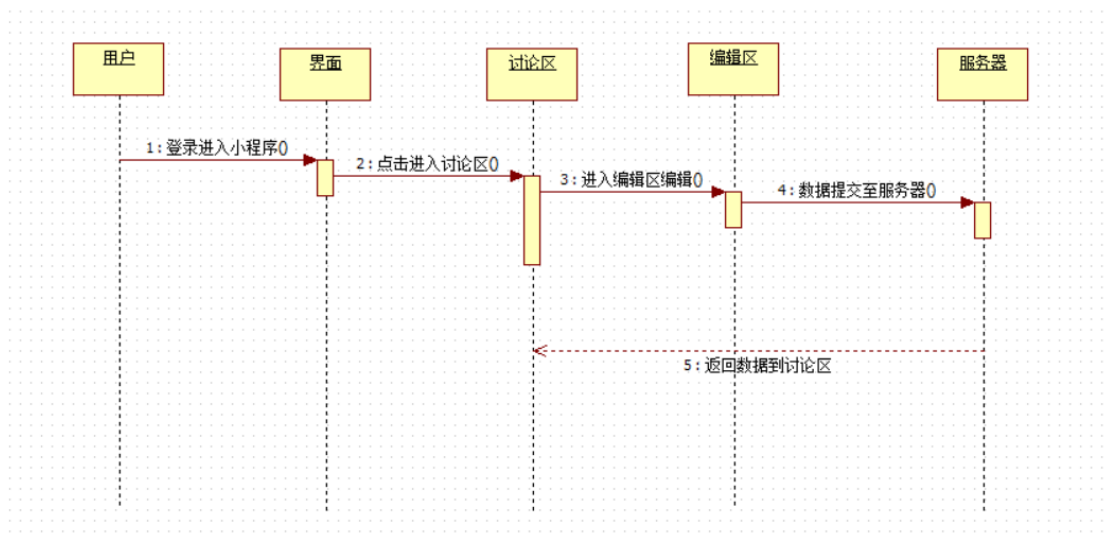 用户
界面
讨论区
编辑区
服务器
1:登录进入小程序()
2:点击进入讨论区()
3:进入编辑区编辑()
4:数据提交至服务器()
5:返回数据到讨论区